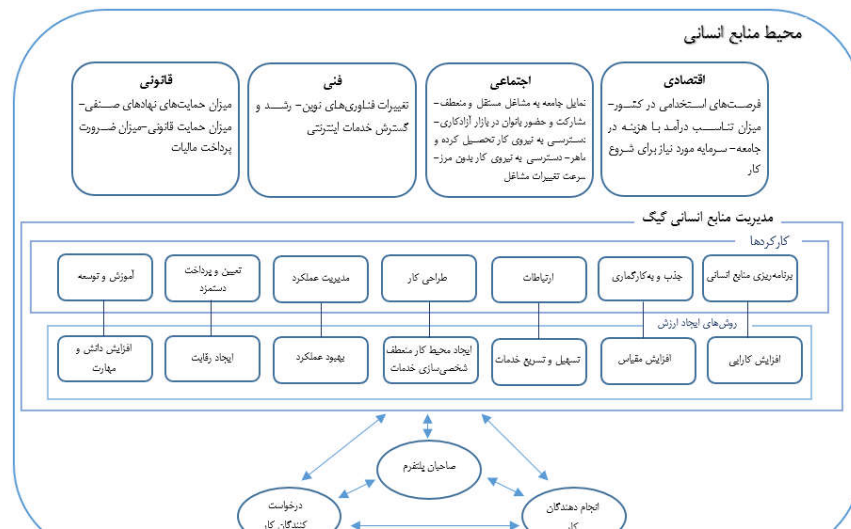 محیط منابع انسانی
اقتصادی
فرصت‌های استخدامی در کشور-
میزان تناسب درآمد با هزینه در
جامعه- سرمایه مورد نیاز برای شروع
کار
اجتماعی
تمایل جامعه به مشاغل مستقل و منعطف-
مشارکت و حضور بانوان در بازار آزادکاری-
دسترسی به نیروی کار تحصیل کرده و
ماهر- دسترسی به نیروی کار بدون مرز-
سرعت تغییرات مشاغل
فنی
تغییرات فناوری‌های نوین- رشد و
گسترش خدمات اینترنتی
قانونی
میزان حمایت‌های نهادهای صنفی-
میزان حمایت قانونی-میزان ضرورت
پرداخت مالیات
مدیریت منابع انسانی گیگ
کارکردها
برنامه‌ریزی منابع انسانی
جذب و به‌کارگماری
ارتباطات
طراحی کار
مدیریت عملکرد
تعیین و پرداخت
دستمزد
آموزش و توسعه
روش‌های ایجاد ارزش
افزایش کارایی
افزایش مقیاس
تسهیل و تسریع خدمات
ایجاد محیط کار منعطف
شخصی‌سازی خدمات
بهبود عملکرد
ایجاد رقابت
افزایش دانش و
مهارت
صاحبان پلتفرم
انجام دهندگان
کار
درخواست
کنندگان کار